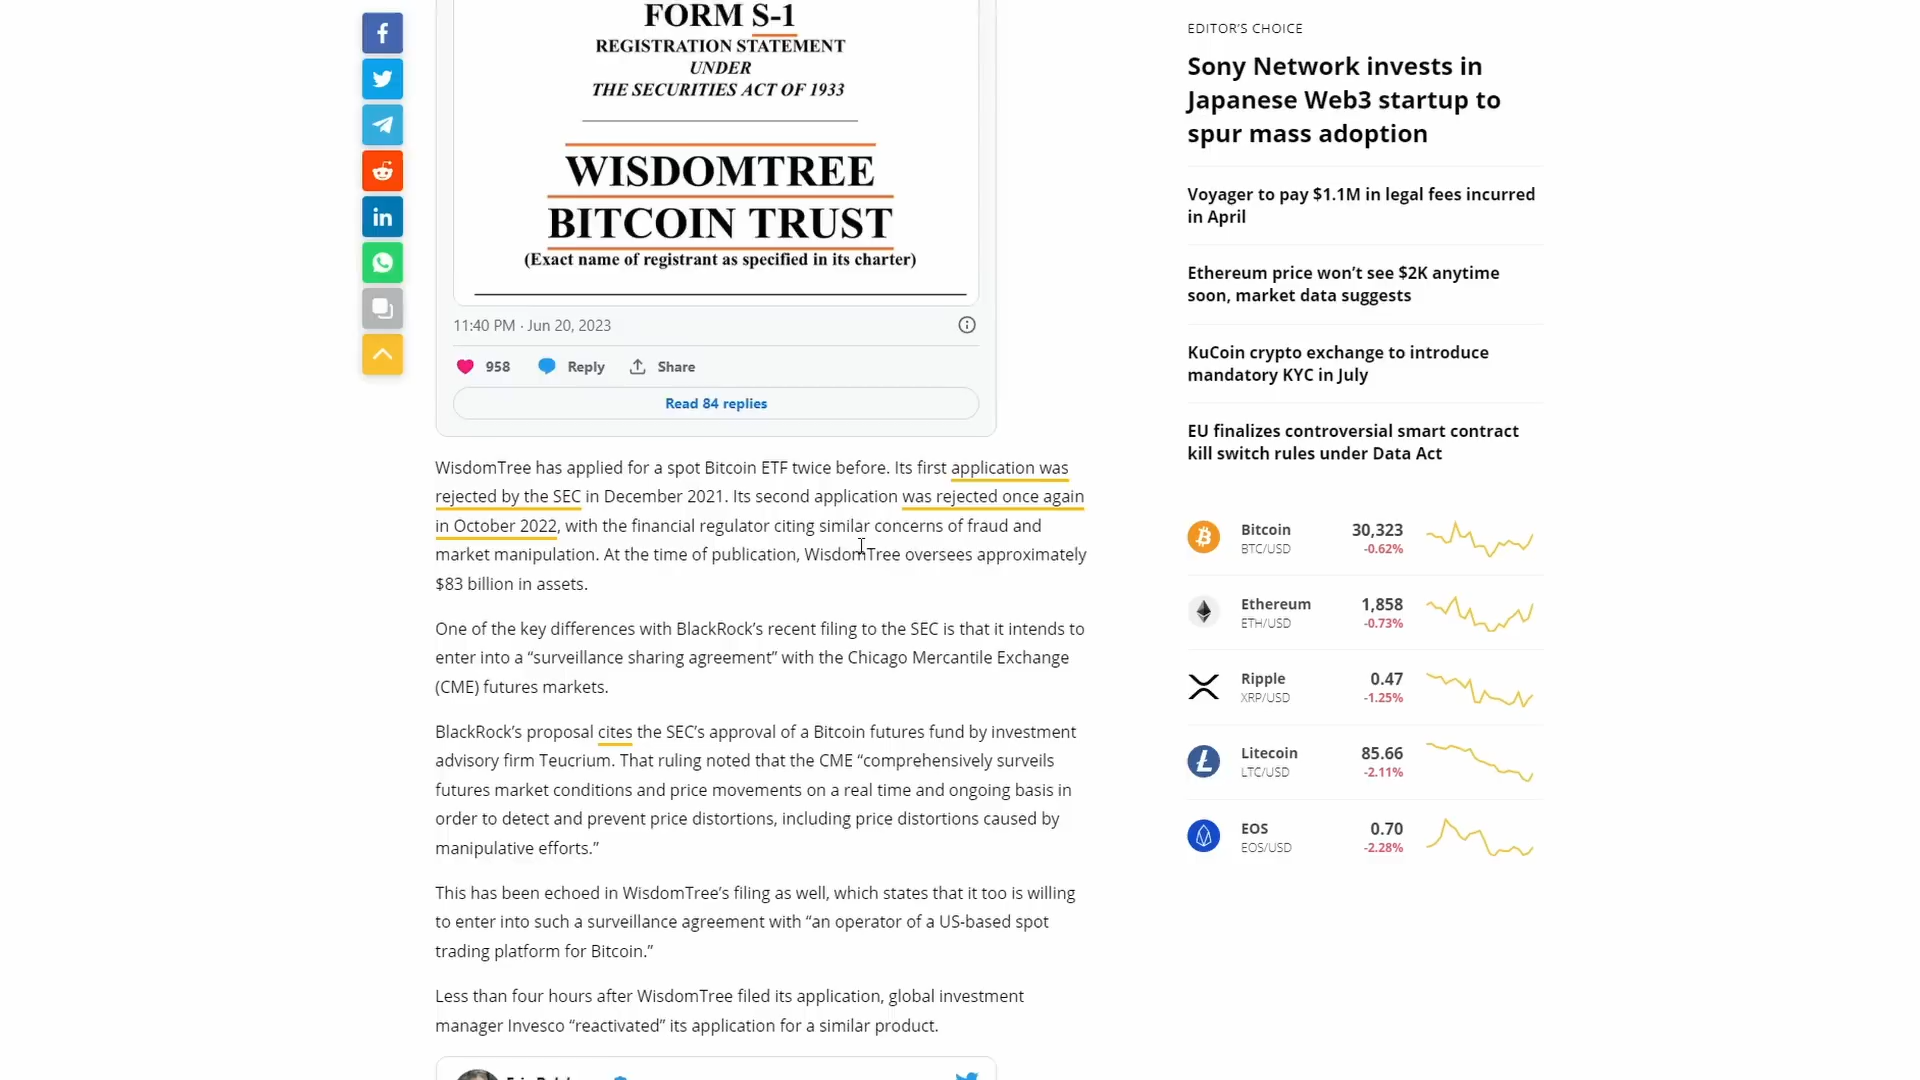 FORM S-1
REGISTRATION STATEMENT
UNDER
THE SECURITIES ACT OF 1933
WISDOMTREE
BITCOIN TRUST
(Exact name of registrant as specified in its charter)
11:40 PM · Jun 20, 2023
958 Reply Share
Read 84 replies
WisdomTree has applied for a spot Bitcoin ETF twice before. Its first application was
rejected by the SEC in December 2021. Its second application was rejected once again
in October 2022, with the financial regulator citing similar concerns of fraud and
market manipulation. At the time of publication, WisdomTree oversees approximately
$83 billion in assets.
One of the key differences with BlackRock’s recent filing to the SEC is that it intends to
enter into a “surveillance sharing agreement” with the Chicago Mercantile Exchange
(CME) futures markets.
BlackRock’s proposal cites the SEC’s approval of a Bitcoin futures fund by investment
advisory firm Teucrium. That ruling noted that the CME “comprehensively surveils
futures market conditions and price movements on a real time and ongoing basis in
order to detect and prevent price distortions, including price distortions caused by
manipulative efforts.”
This has been echoed in WisdomTree’s filing as well, which states that it too is willing
to enter into such a surveillance agreement with “an operator of a US-based spot
trading platform for Bitcoin.”
Less than four hours after WisdomTree filed its application, global investment
manager Invesco “reactivated” its application for a similar product.
EDITOR’S CHOICE
Sony Network invests in
Japanese Web3 startup to
spur mass adoption
Voyager to pay $1.1M in legal fees incurred
in April
Ethereum price won’t see $2K anytime
soon, market data suggests
KuCoin crypto exchange to introduce
mandatory KYC in July
EU finalizes controversial smart contract
kill switch rules under Data Act
Bitcoin 30,323
BTC/USD -0.62%
Ethereum 1,858
ETH/USD -0.73%
Ripple 0.47
XRP/USD -1.25%
Litecoin 85.66
LTC/USD -2.11%
EOS 0.70
EOS/USD -2.28%